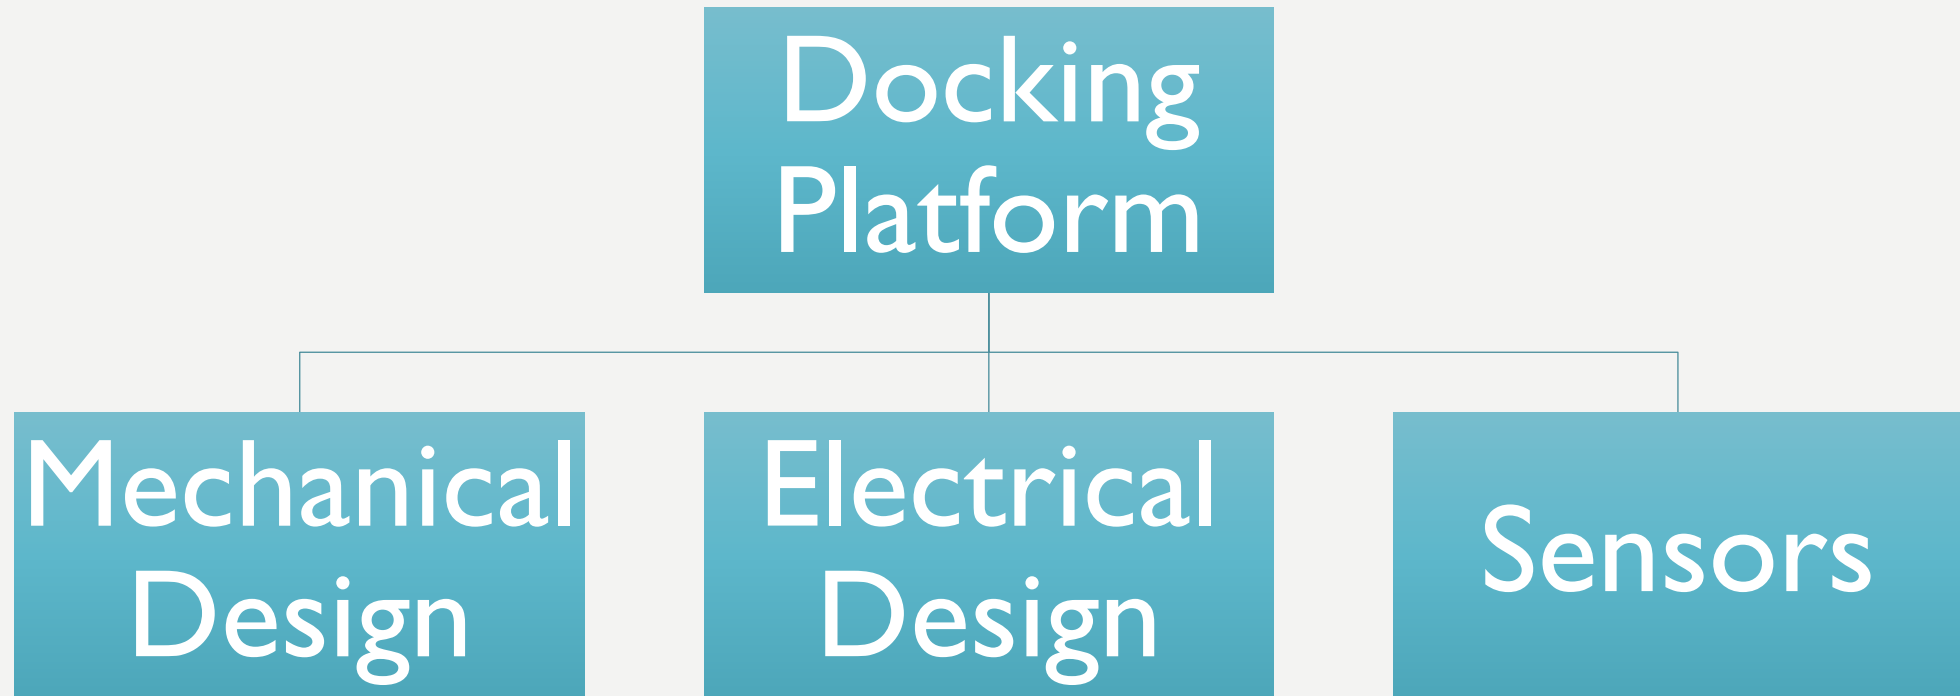 Docking
Platform
Mechanical
Design
Electrical
Design
Sensors